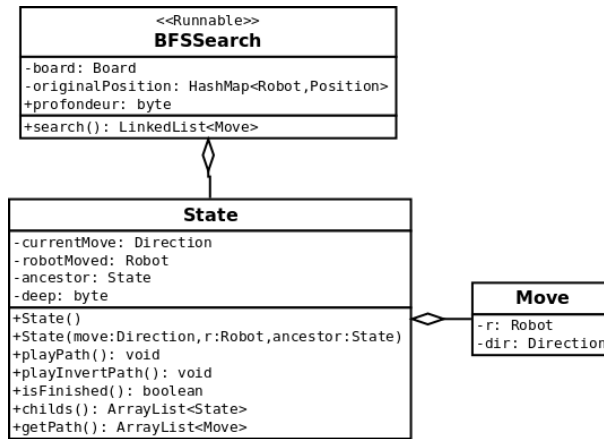 <<Runnable>>
BFSSearch
-board: Board
-originalPosition: HashMap<Robot,Position>
+profondeur: byte
+search(): LinkedList<Move>
State
-currentMove: Direction
-robotMoved: Robot
-ancestor: State
-deep: byte
+State()
+State(move:Direction,r:Robot,ancestor:State)
+playPath(): void
+playInvertPath(): void
+isFinished(): boolean
+childs(): ArrayList<State>
+getPath(): ArrayList<Move>
Move
-r: Robot
-dir: Direction